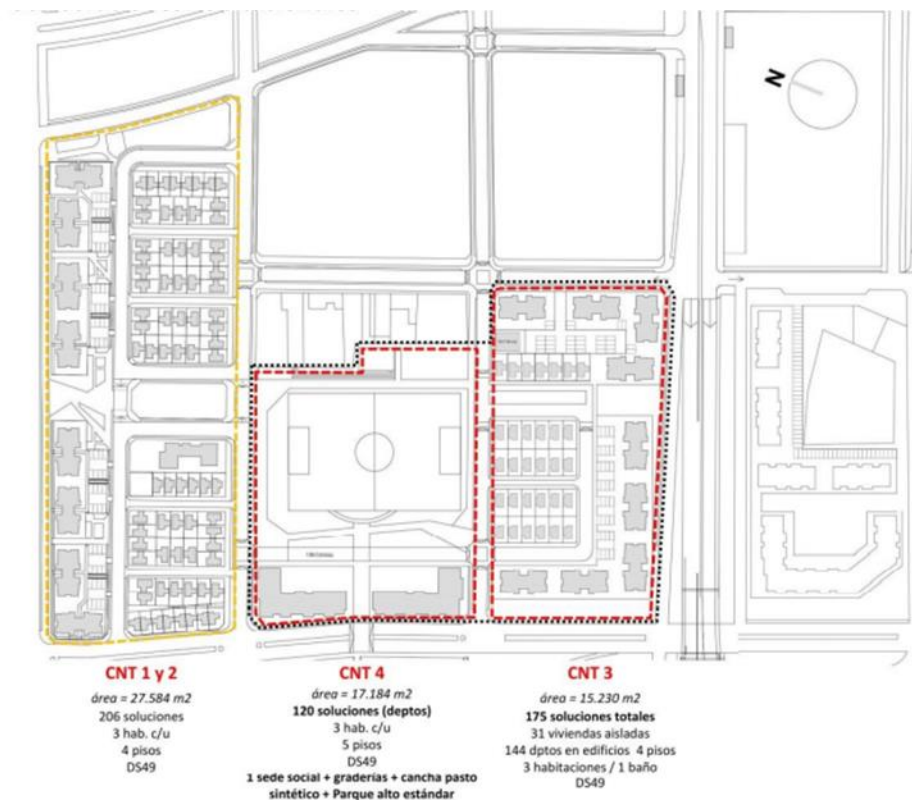 N
CNT 1 y 2
área = 27.584 m2
206 soluciones
3 hab. c/u
4 pisos
DS49
CNT 4
área = 17.184 m2
120 soluciones (deptos)
3 hab. c/u
5 pisos
DS49
1 sede social + graderías + cancha pasto
sintético + Parque alto estándar
CNT 3
área = 15.230 m2
175 soluciones totales
31 viviendas aisladas
144 dptos en edificios 4 pisos
3 habitaciones / 1 baño
DS49